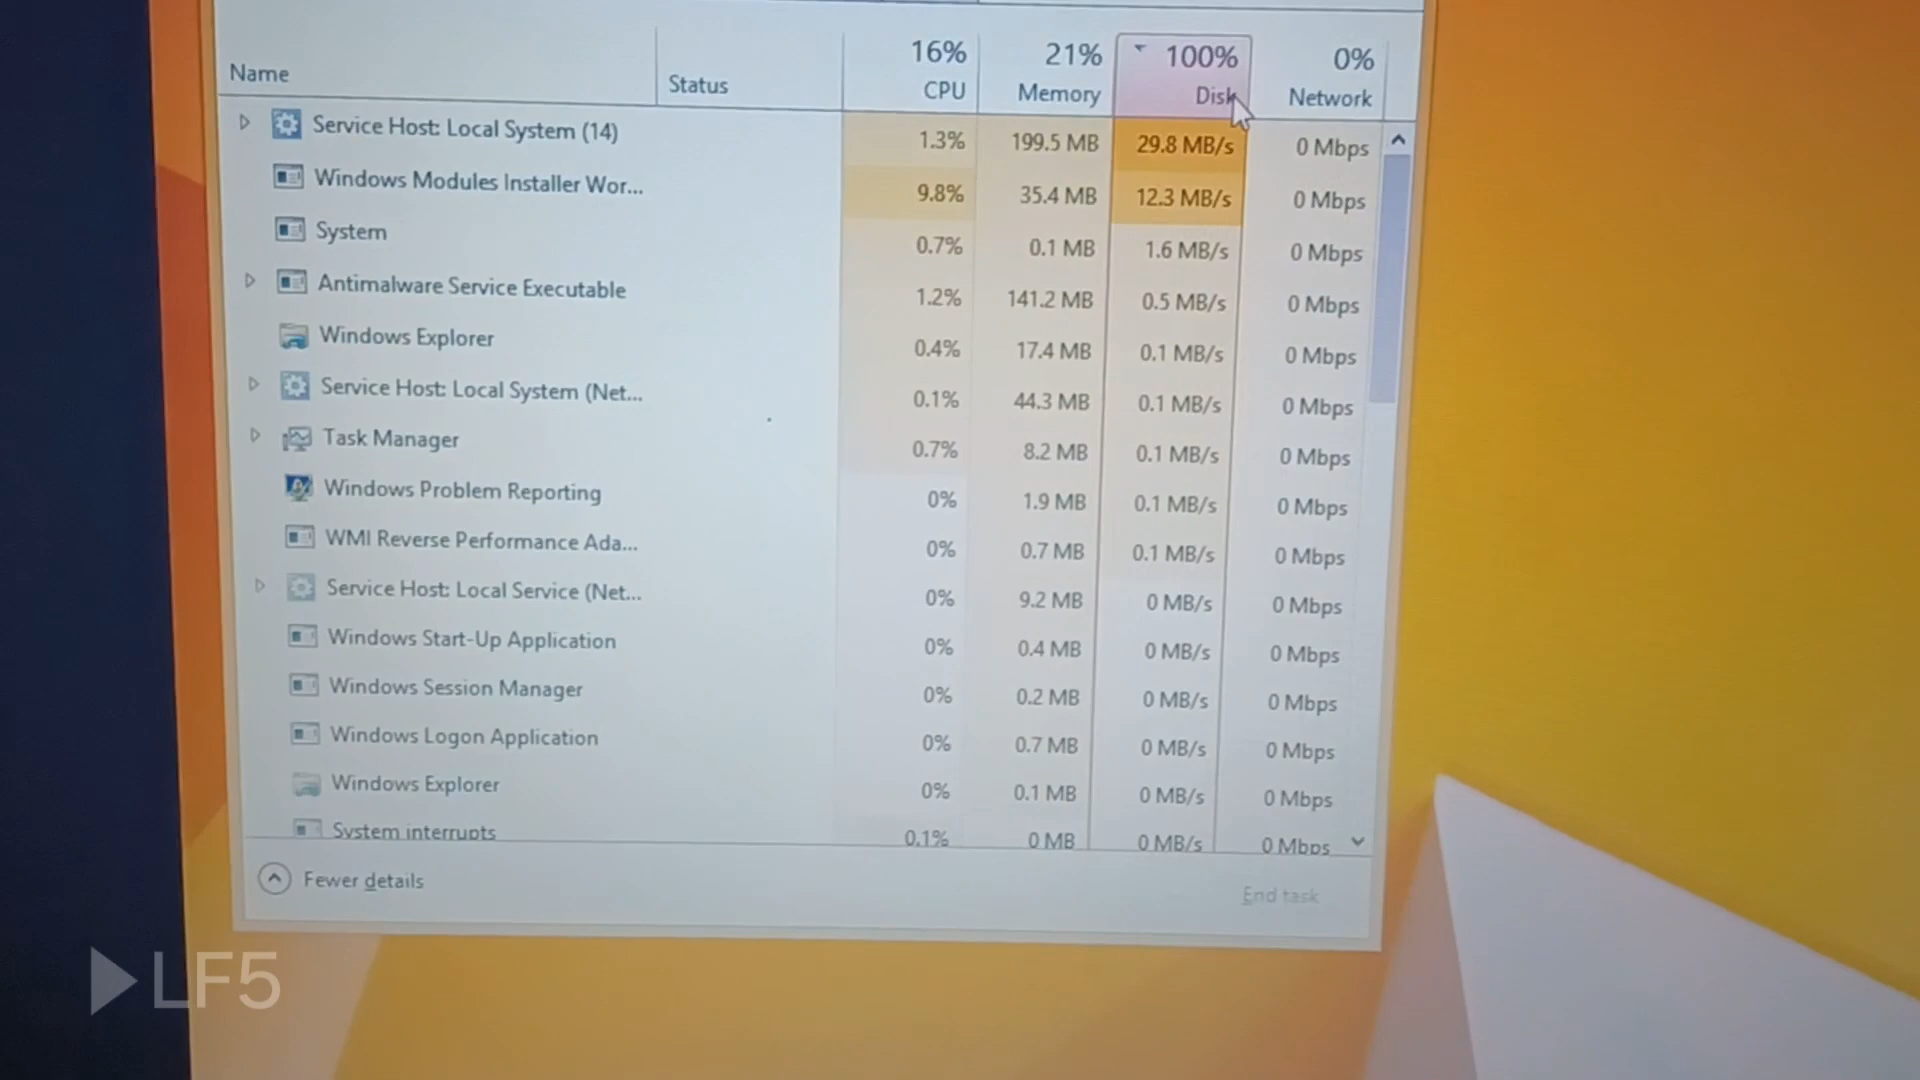 16% 21% 100% 0%
Name Status CPU Memory Disk Network
Service Host: Local System (14) 1.3% 199.5 MB 29.8 MB/s 0 Mbps
Windows Modules Installer Wor... 9.8% 35.4 MB 12.3 MB/s 0 Mbps
System 0.7% 0.1 MB 1.6 MB/s 0 Mbps
Antimalware Service Executable 1.2% 141.2 MB 0.5 MB/s 0 Mbps
Windows Explorer 0.4% 17.4 MB 0.1 MB/s 0 Mbps
Service Host: Local System (Net... 0.1% 44.3 MB 0.1 MB/s 0 Mbps
Task Manager 0.7% 8.2 MB 0.1 MB/s 0 Mbps
Windows Problem Reporting 0% 1.9 MB 0.1 MB/s 0 Mbps
WMI Reverse Performance Ada... 0% 0.7 MB 0.1 MB/s 0 Mbps
Service Host: Local Service (Net... 0% 9.2 MB 0 MB/s 0 Mbps
Windows Start-Up Application 0% 0.4 MB 0 MB/s 0 Mbps
Windows Session Manager 0% 0.2 MB 0 MB/s 0 Mbps
Windows Logon Application 0% 0.7 MB 0 MB/s 0 Mbps
Windows Explorer 0% 0.1 MB 0 MB/s 0 Mbps
System interrupts 0.1% 0 MB 0 MB/s 0 Mbps
Fewer details End task
LF5